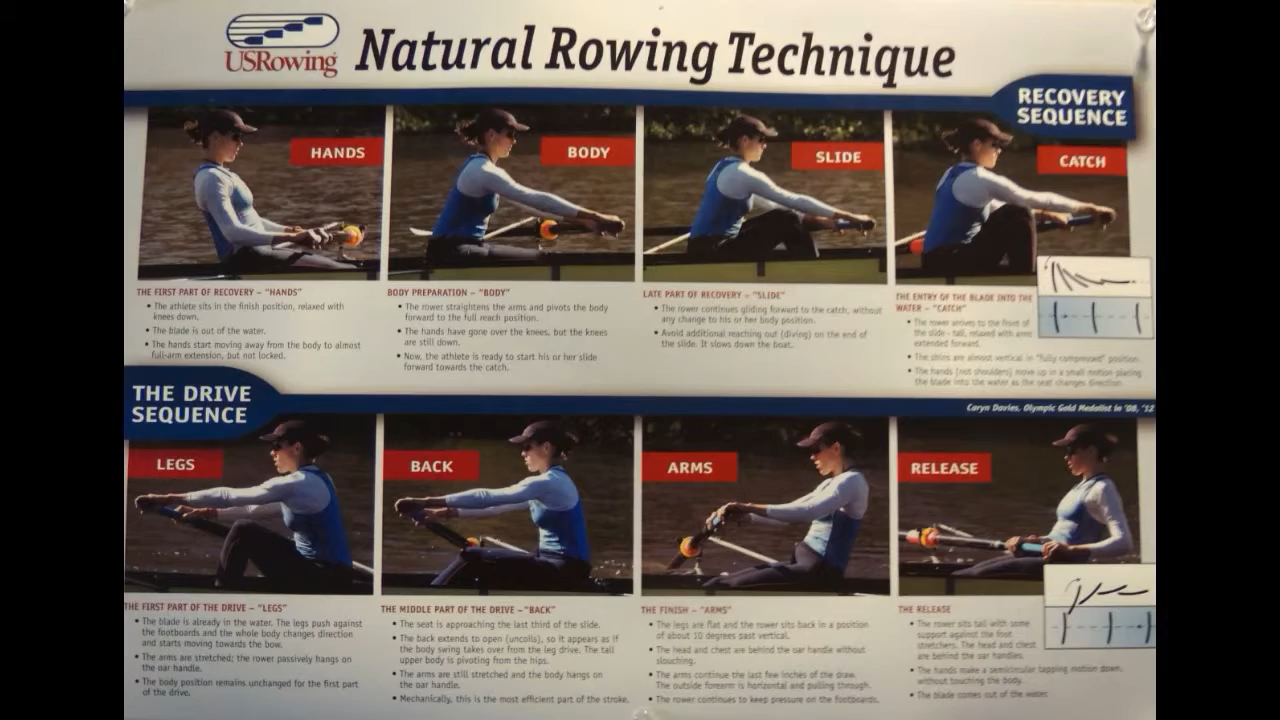 USRowing
Natural Rowing Technique
RECOVERY
SEQUENCE
HANDS
BODY
SLIDE
CATCH
THE FIRST PART OF RECOVERY – "HANDS"
• The athlete sits in the finish position, relaxed with
knees down.
• The blade is out of the water.
• The hands start moving away from the body to almost
full-arm extension, but not locked.
BODY PREPARATION – "BODY"
• The rower straightens the arms and pivots the body
forward to the full reach position.
• The hands have gone over the knees, but the knees
are still down.
• Now, the athlete is ready to start his or her slide
forward towards the catch.
LATE PART OF RECOVERY – "SLIDE"
• The rower continues gliding forward to the catch, without
any change to his or her body position.
• Avoid additional reaching out (diving) on the end of
the slide. It slows down the boat.
THE ENTRY OF THE BLADE INTO THE
WATER – "CATCH"
• The rower arrives to the front of
the slide - tall, relaxed with arms
extended forward.
• The shins are almost vertical in "fully compressed" position.
• The hands (not shoulders) move up in a small motion placing
the blade into the water as the seat changes direction.
THE DRIVE
SEQUENCE
Caryn Davies, Olympic Gold Medalist in '08, '12
LEGS
BACK
ARMS
RELEASE
THE FIRST PART OF THE DRIVE – "LEGS"
• The blade is already in the water. The legs push against
the footboards and the whole body changes direction
and starts moving towards the bow.
• The arms are stretched; the rower passively hangs on
the oar handle.
• The body position remains unchanged for the first part
of the drive.
THE MIDDLE PART OF THE DRIVE – "BACK"
• The seat is approaching the last third of the slide.
• The back extends to open (uncoils), so it appears as if
the body swing takes over from the leg drive. The tall
upper body is pivoting from the hips.
• The arms are still stretched and the body hangs on
the oar handle.
• Mechanically, this is the most efficient part of the stroke.
THE FINISH – "ARMS"
• The legs are flat and the rower sits back in a position
of about 10 degrees past vertical.
• The head and chest are behind the oar handle without
slouching.
• The arms continue the last few inches of the draw.
The outside forearm is horizontal and pulling through.
• The rower continues to keep pressure on the footboards.
THE RELEASE
• The rower sits tall with some
support against the foot
stretchers. The head and chest
are behind the oar handles.
• The hands make a semicircular tapping motion down,
without touching the body.
• The blade comes out of the water.